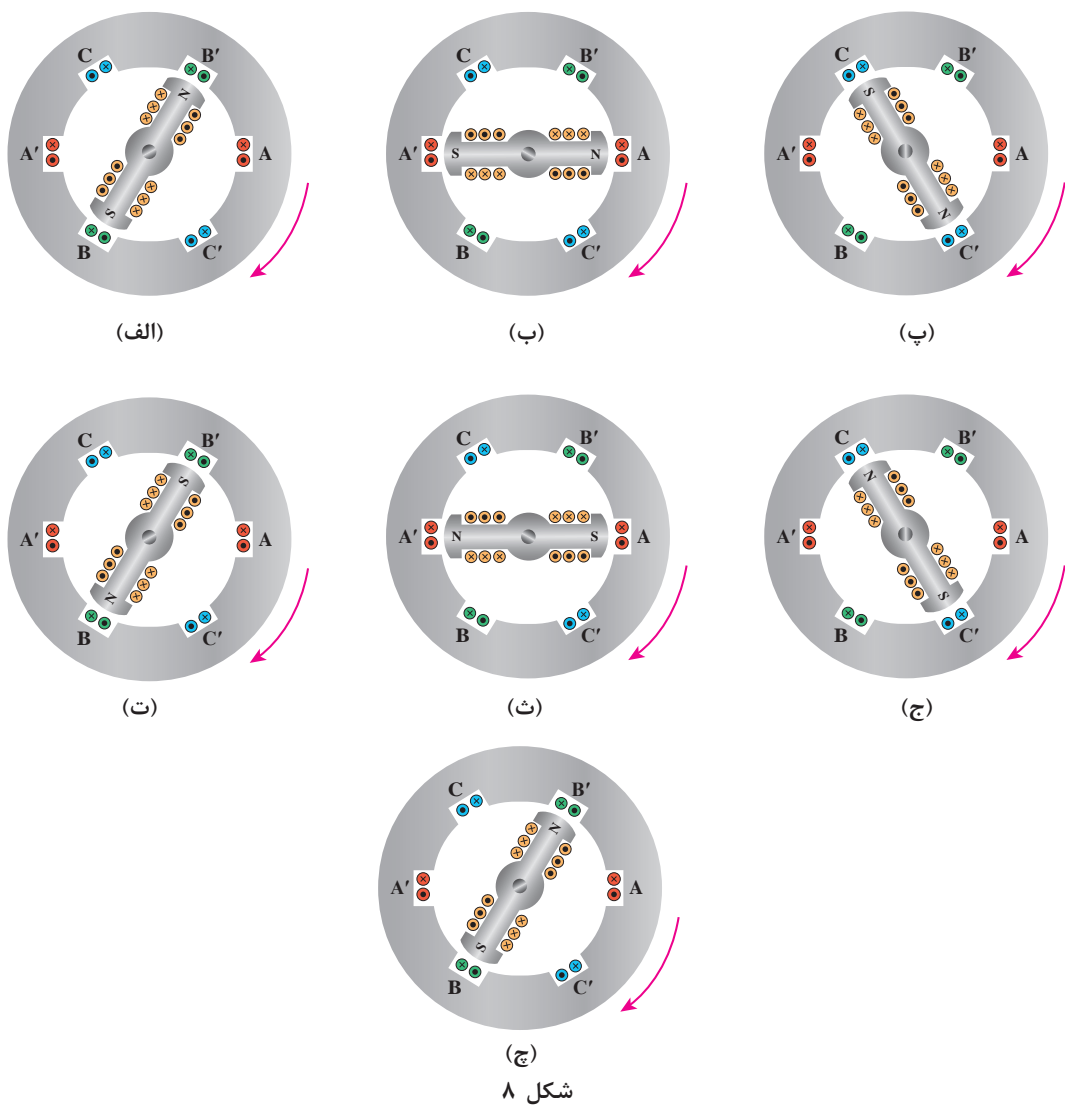 C B′
N
A′ A
S
B C′
(الف)
C B′
A′ S N A
B C′
(ب)
C B′
S
A′ A
N
B C′
(پ)
C B′
S
A′ A
N
B C′
(ت)
C B′
A′ N S A
B C′
(ث)
C B′
N
A′ A
S
B C′
(ج)
C B′
N
A′ A
S
B C′
(چ)
شکل ۸